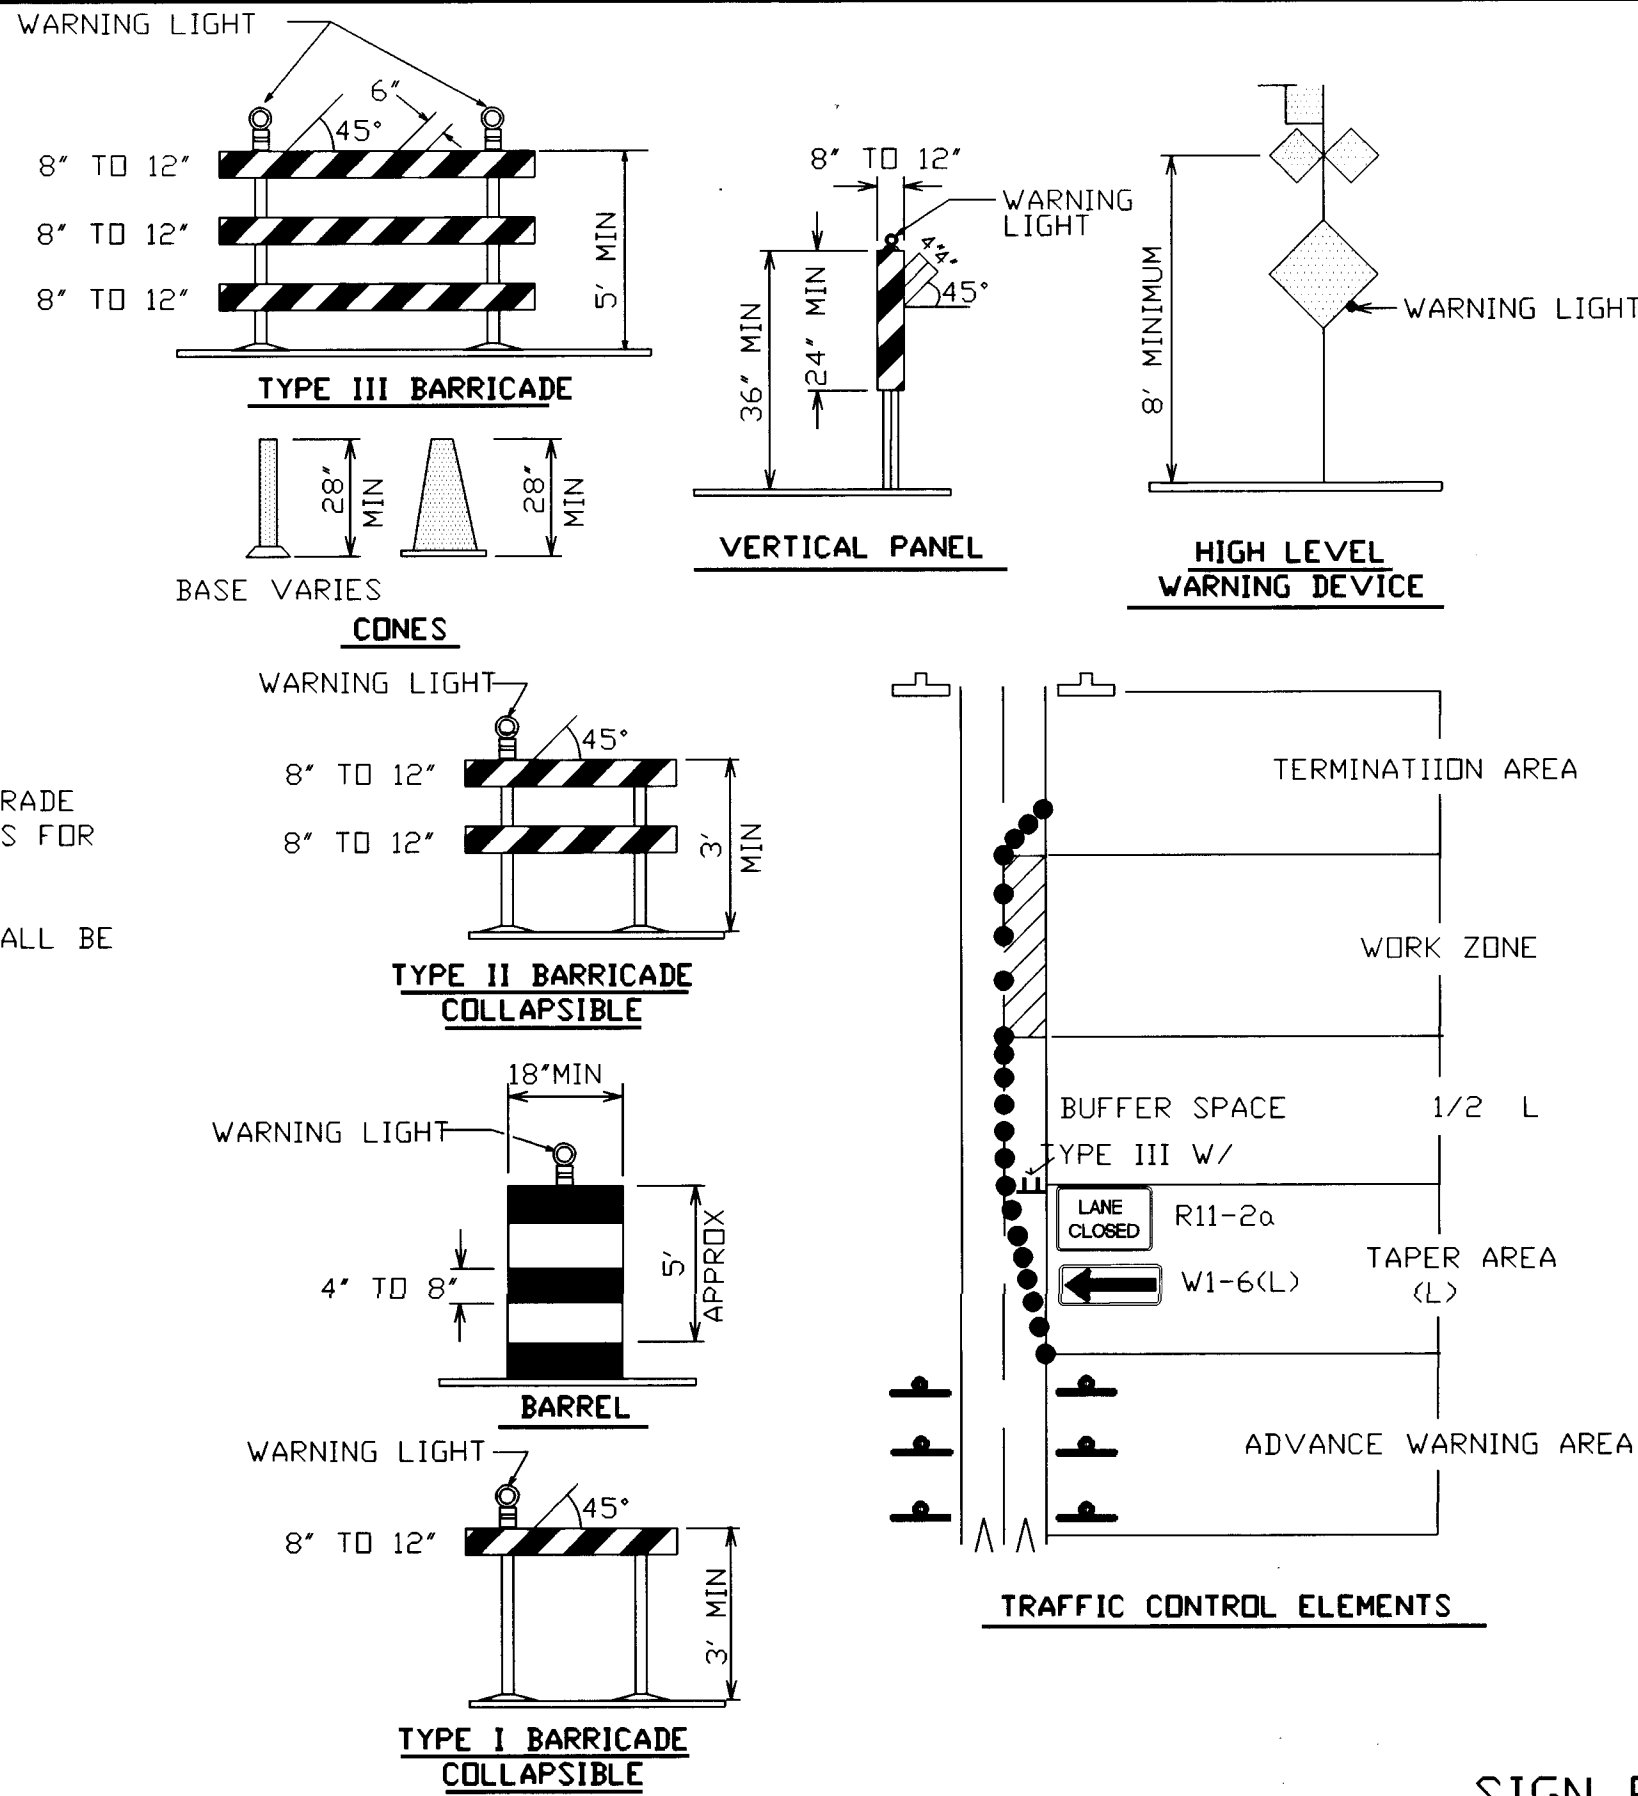 WARNING LIGHT
6"
45°
8" TO 12"
8" TO 12"
8" TO 12"
5' MIN
TYPE III BARRICADE
8" TO 12"
WARNING
LIGHT
4"4"
45°
36" MIN
24" MIN
VERTICAL PANEL
8' MINIMUM
WARNING LIGHT
HIGH LEVEL
WARNING DEVICE
28"
MIN
28"
MIN
BASE VARIES
CONES
WARNING LIGHT
45°
8" TO 12"
8" TO 12"
3'
MIN
TYPE II BARRICADE
COLLAPSIBLE
RADE
S FOR
ALL BE
18"MIN
WARNING LIGHT
4" TO 8"
5'
APPROX
BARREL
WARNING LIGHT
45°
8" TO 12"
3' MIN
TYPE I BARRICADE
COLLAPSIBLE
TERMINATIION AREA
WORK ZONE
BUFFER SPACE 1/2 L
TYPE III W/
LANE
CLOSED
R11-2a
W1-6(L)
TAPER AREA
(L)
ADVANCE WARNING AREA
TRAFFIC CONTROL ELEMENTS
SIGN